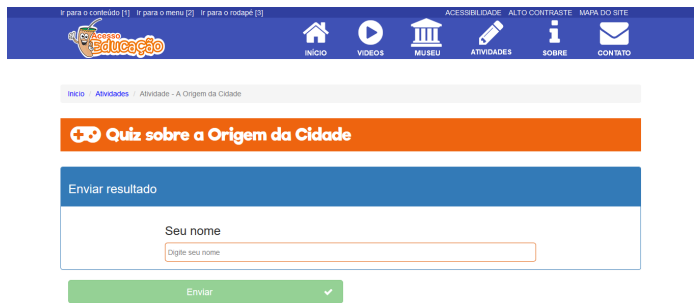 Ir para o conteúdo [1] Ir para o menu [2] Ir para o rodapé [3]
ACESSIBILIDADE ALTO CONTRASTE MAPA DO SITE
Acesso
Educação
INÍCIO VIDEOS MUSEU ATIVIDADES SOBRE CONTATO
Inicio / Atividades / Atividade - A Origem da Cidade
Quiz sobre a Origem da Cidade
Enviar resultado
Seu nome
Digite seu nome
Enviar